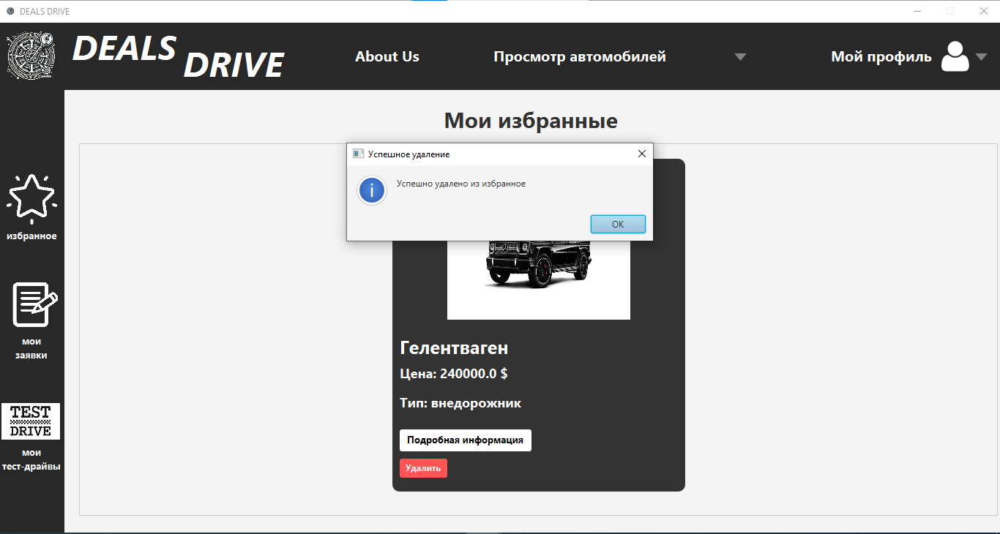 DEALS DRIVE
DEALS
DRIVE
About Us
Просмотр автомобилей
Мой профиль
Мои избранные
Успешное удаление
Успешно удалено из избранное
i
OK
избранное
мои
заявки
TEST
DRIVE
мои
тест-драйвы
Гелентваген
Цена: 240000.0 $
Тип: внедорожник
Подробная информация
Удалить